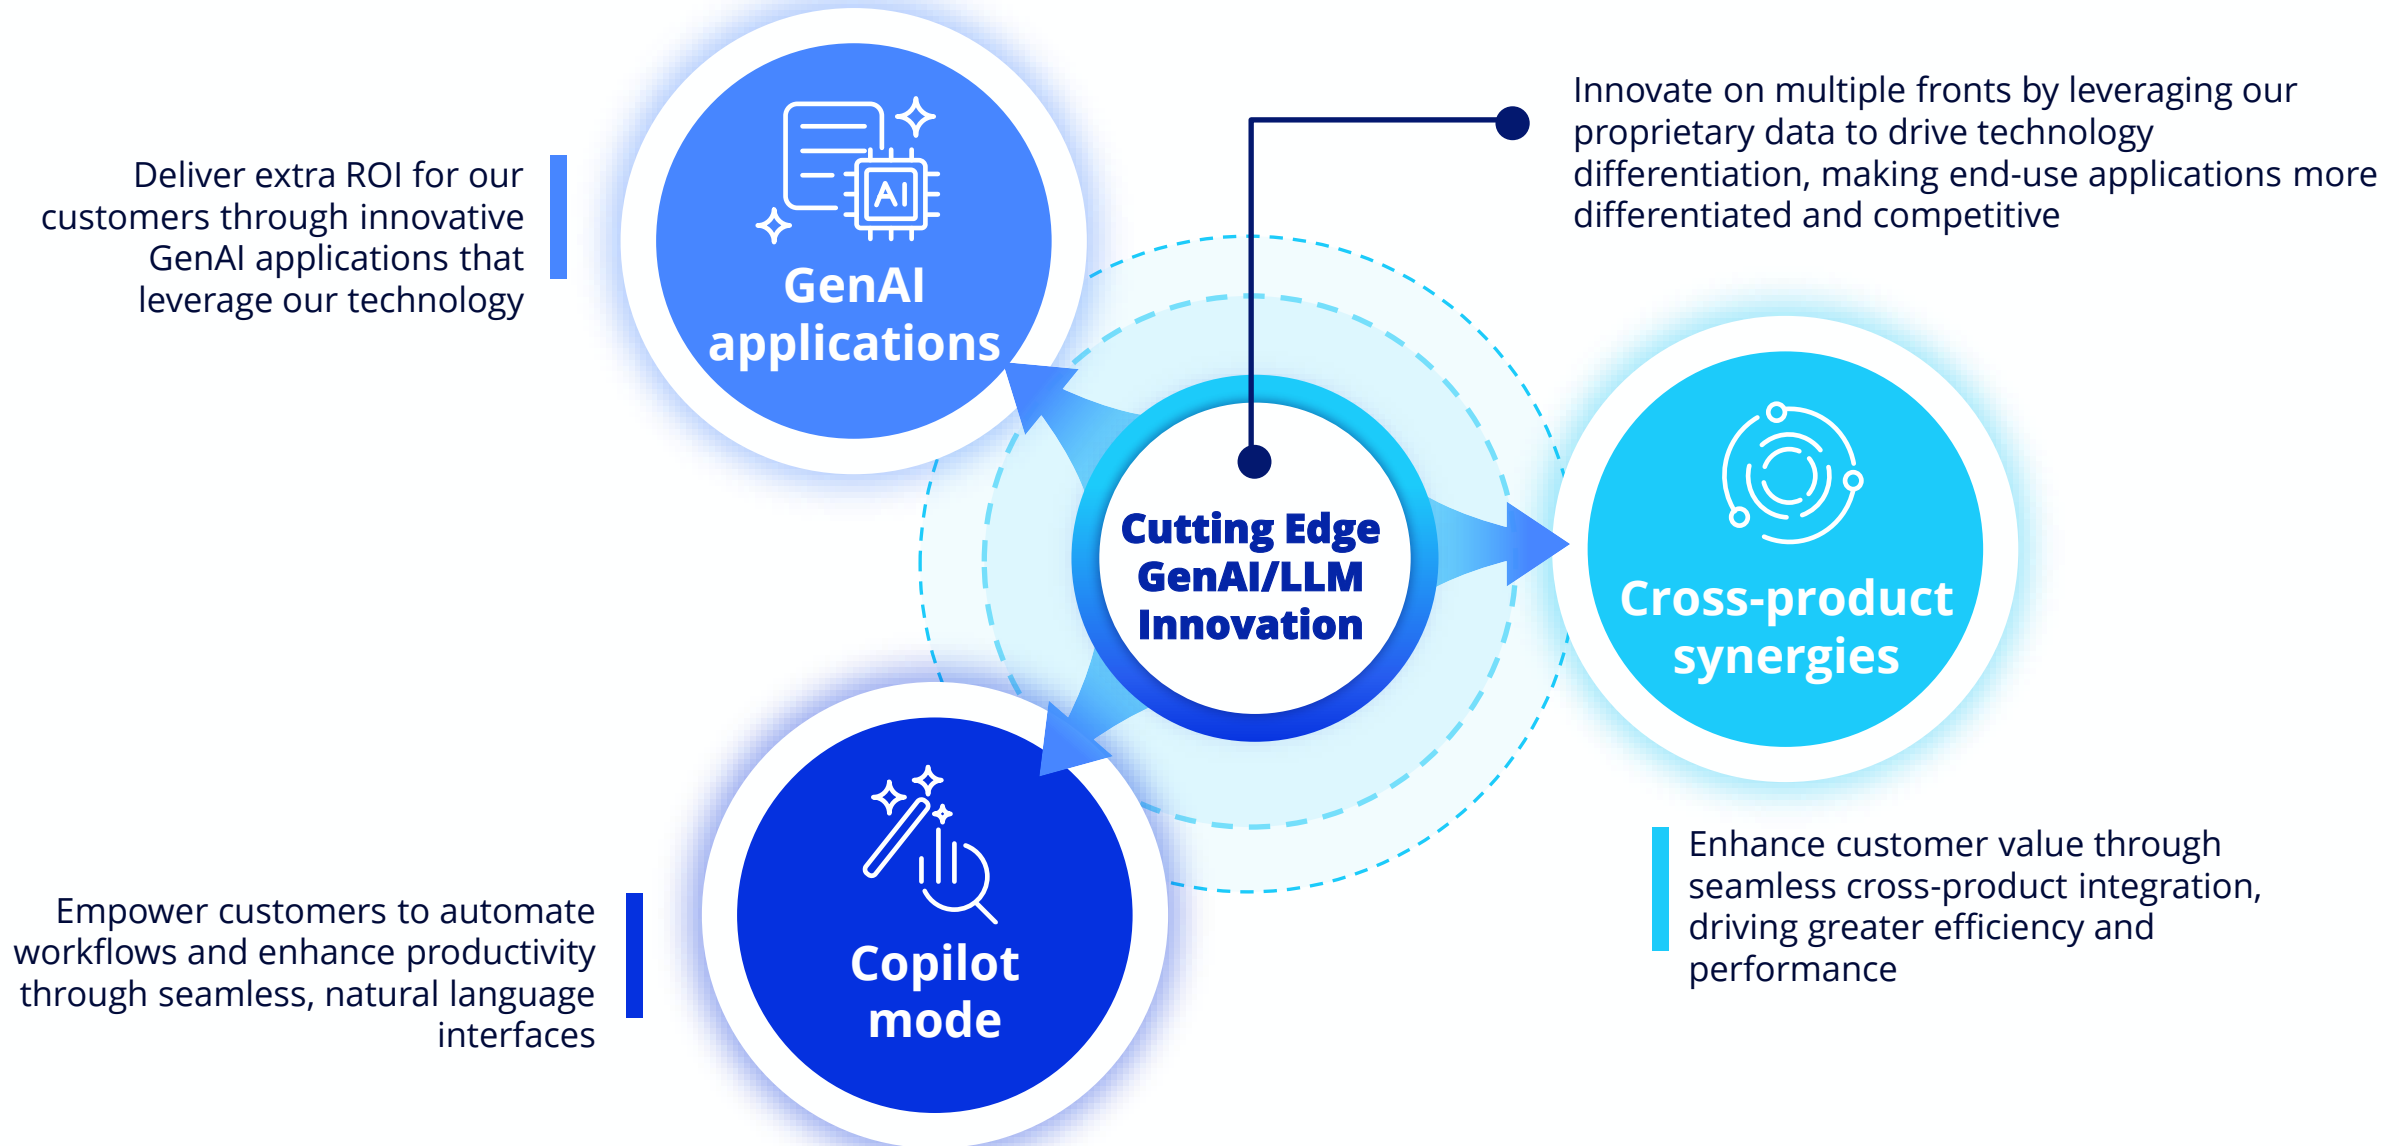 Deliver extra ROI for our
customers through innovative
GenAI applications that
leverage our technology
AI
GenAI
applications
Innovate on multiple fronts by leveraging our
proprietary data to drive technology
differentiation, making end-use applications more
differentiated and competitive
Cutting Edge
GenAI/LLM
Innovation
Cross-product
synergies
Enhance customer value through
seamless cross-product integration,
driving greater efficiency and
performance
Empower customers to automate
workflows and enhance productivity
through seamless, natural language
interfaces
Copilot
mode